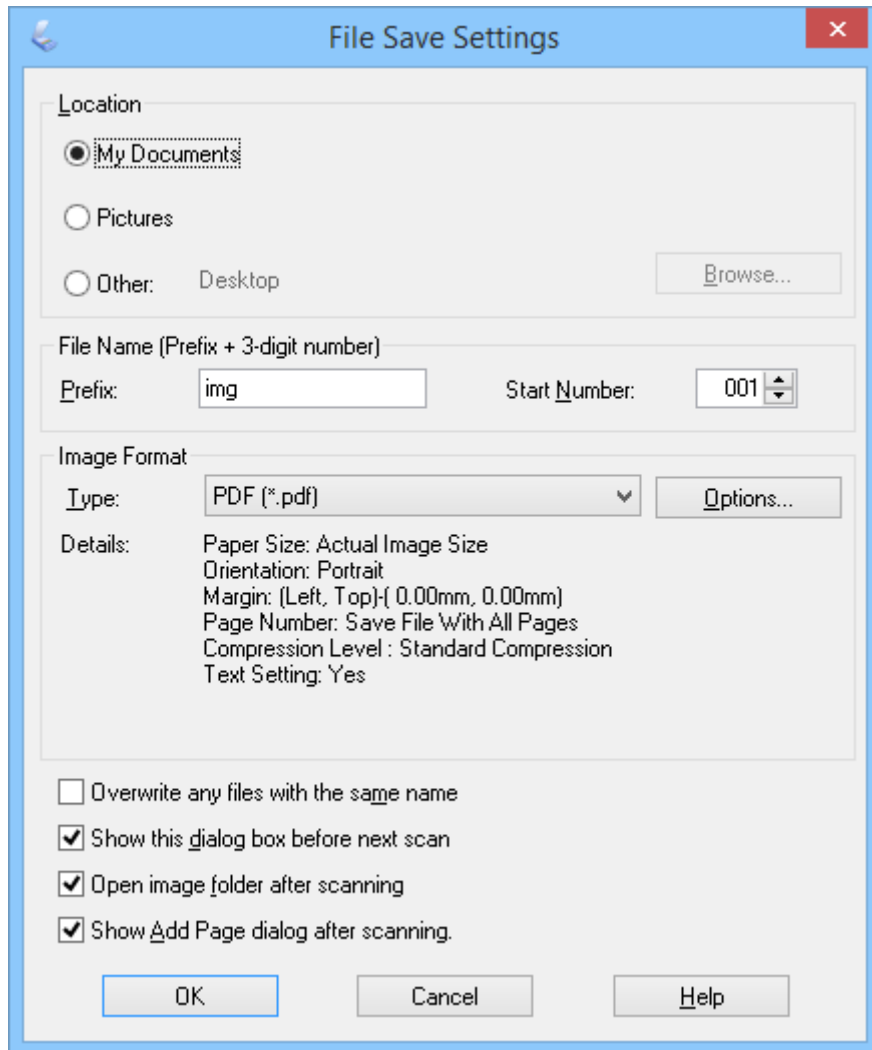 File Save Settings
Location
My Documents
Pictures
Other: Desktop Browse...
File Name (Prefix + 3-digit number)
Prefix: img Start Number: 001
Image Format
Type: PDF (*.pdf) Options...
Details: Paper Size: Actual Image Size
Orientation: Portrait
Margin: (Left, Top)-( 0.00mm, 0.00mm)
Page Number: Save File With All Pages
Compression Level : Standard Compression
Text Setting: Yes
Overwrite any files with the same name
Show this dialog box before next scan
Open image folder after scanning
Show Add Page dialog after scanning.
OK Cancel Help